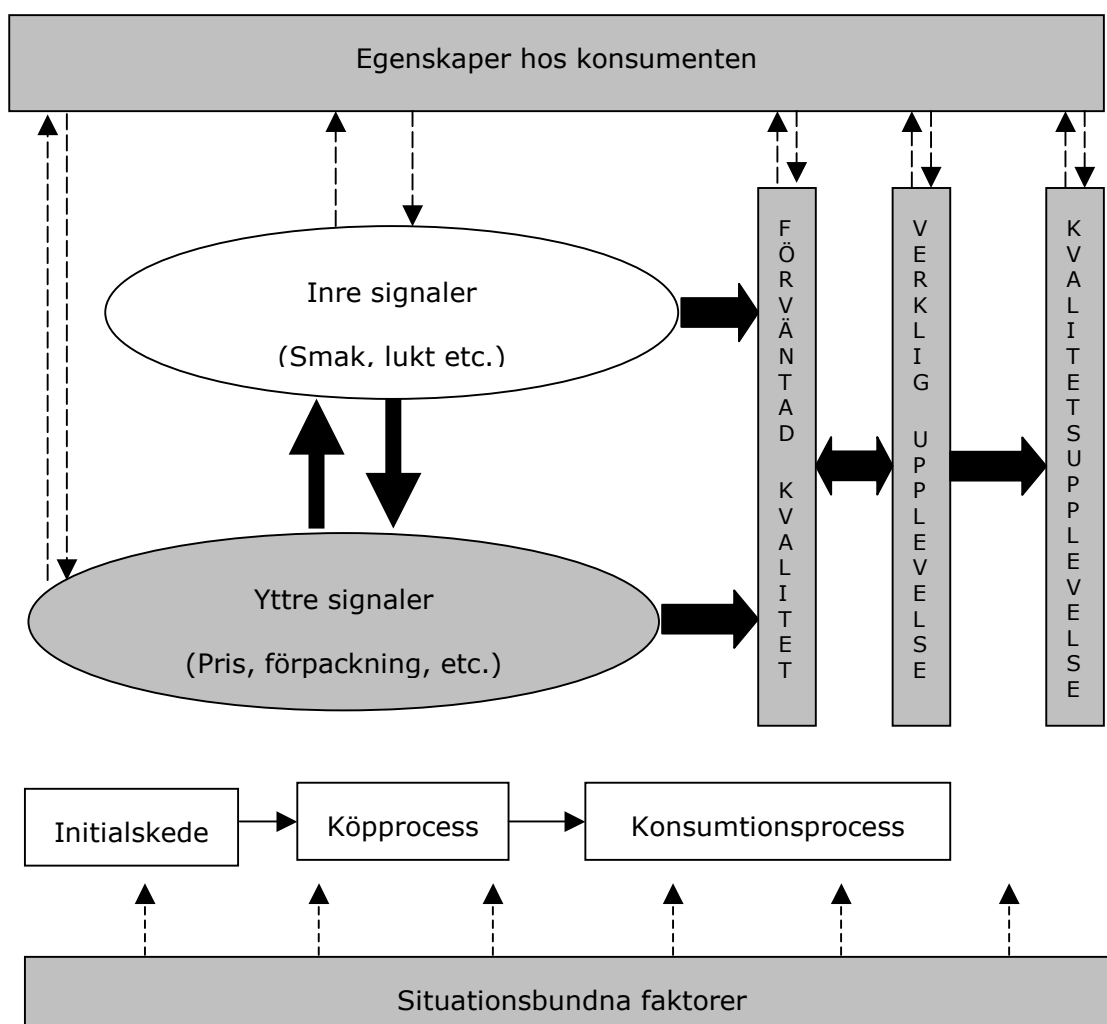 Egenskaper hos konsumenten
Inre signaler
(Smak, lukt etc.)
Yttre signaler
(Pris, förpackning, etc.)
FÖRVÄNTAD KVALITET
VERKLIG UPPLEVELSE
KVALITETSUPPLEVELSE
Initialskede
Köpprocess
Konsumtionsprocess
Situationsbundna faktorer